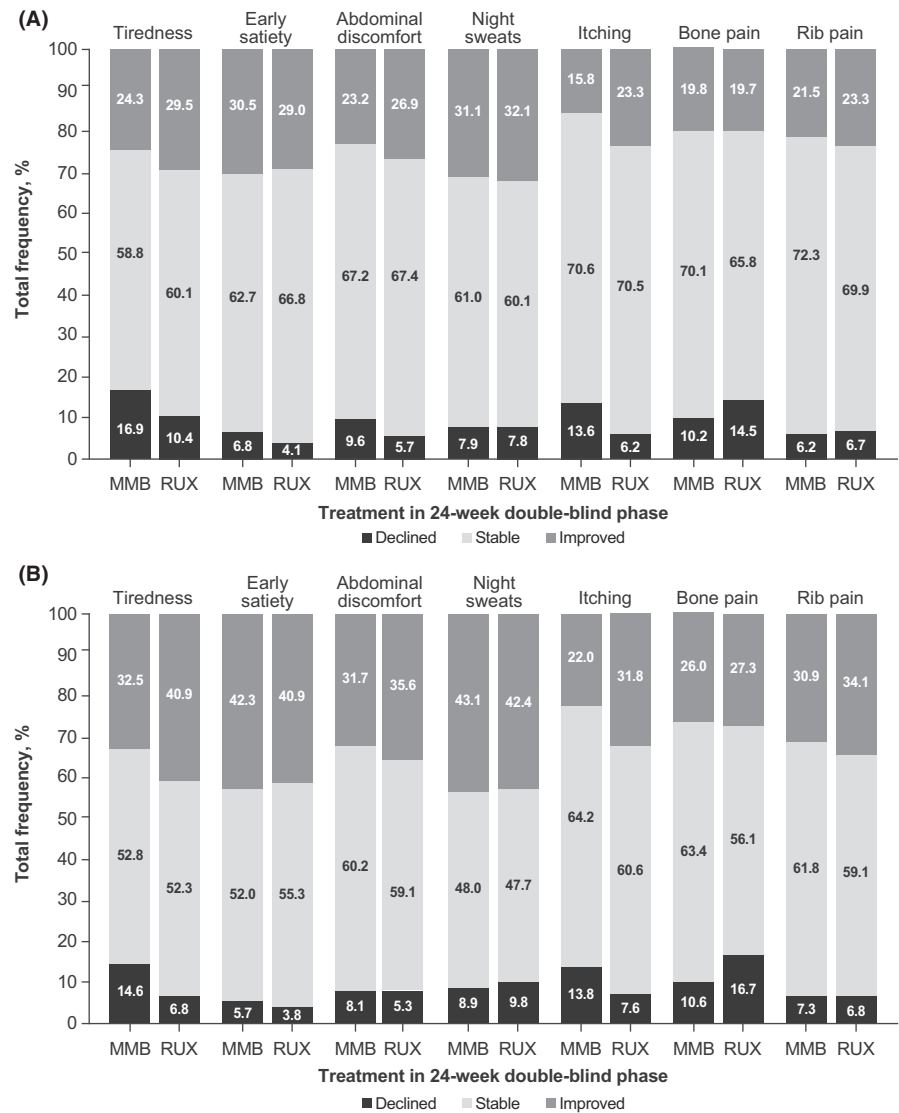 (A)
Tiredness Early satiety Abdominal discomfort Night sweats Itching Bone pain Rib pain
Total frequency, %
100
90
80
70
60
50
40
30
20
10
0
24.3 29.5 30.5 29.0 23.2 26.9 31.1 32.1 15.8 23.3 19.8 19.7 21.5 23.3
58.8 60.1 62.7 66.8 67.2 67.4 61.0 60.1 70.6 70.5 70.1 65.8 72.3 69.9
16.9 10.4 6.8 4.1 9.6 5.7 7.9 7.8 13.6 6.2 10.2 14.5 6.2 6.7
MMB RUX MMB RUX MMB RUX MMB RUX MMB RUX MMB RUX MMB RUX
Treatment in 24-week double-blind phase
Declined Stable Improved
(B)
Tiredness Early satiety Abdominal discomfort Night sweats Itching Bone pain Rib pain
Total frequency, %
100
90
80
70
60
50
40
30
20
10
0
32.5 40.9 42.3 40.9 31.7 35.6 43.1 42.4 22.0 31.8 26.0 27.3 30.9 34.1
52.8 52.3 52.0 55.3 60.2 59.1 48.0 47.7 64.2 60.6 63.4 56.1 61.8 59.1
14.6 6.8 5.7 3.8 8.1 5.3 8.9 9.8 13.8 7.6 10.6 16.7 7.3 6.8
MMB RUX MMB RUX MMB RUX MMB RUX MMB RUX MMB RUX MMB RUX
Treatment in 24-week double-blind phase
Declined Stable Improved